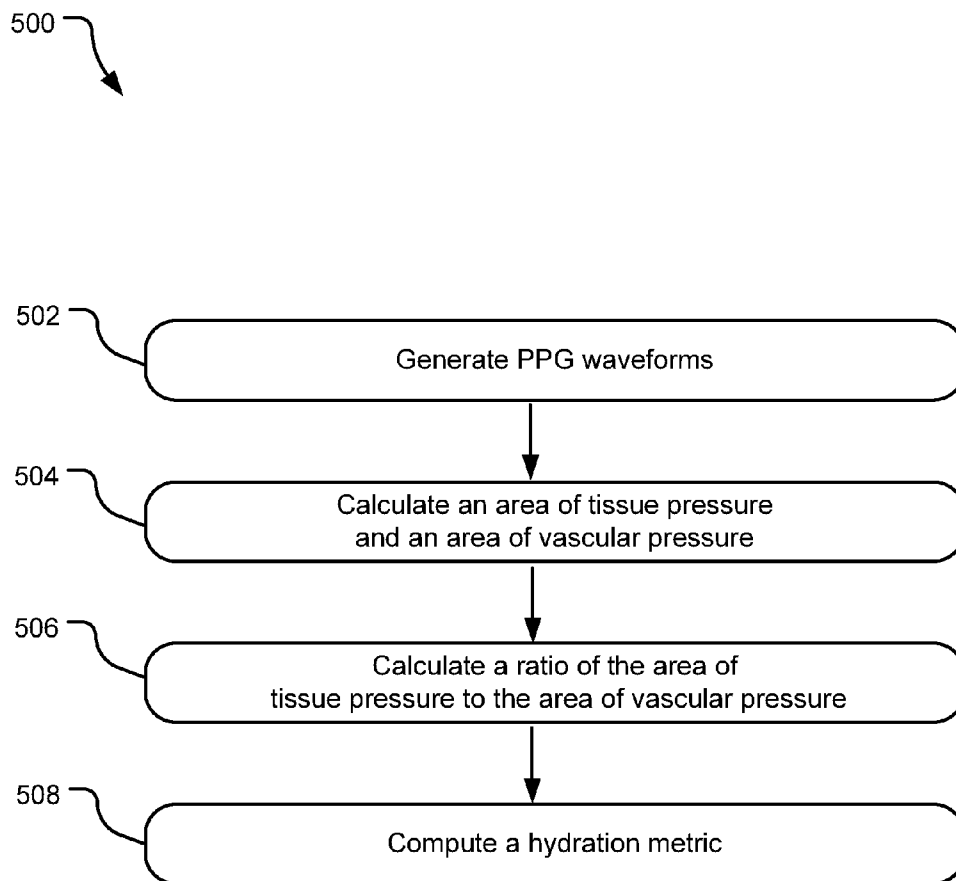 500
502
Generate PPG waveforms
504
Calculate an area of tissue pressure
and an area of vascular pressure
506
Calculate a ratio of the area of
tissue pressure to the area of vascular pressure
508
Compute a hydration metric